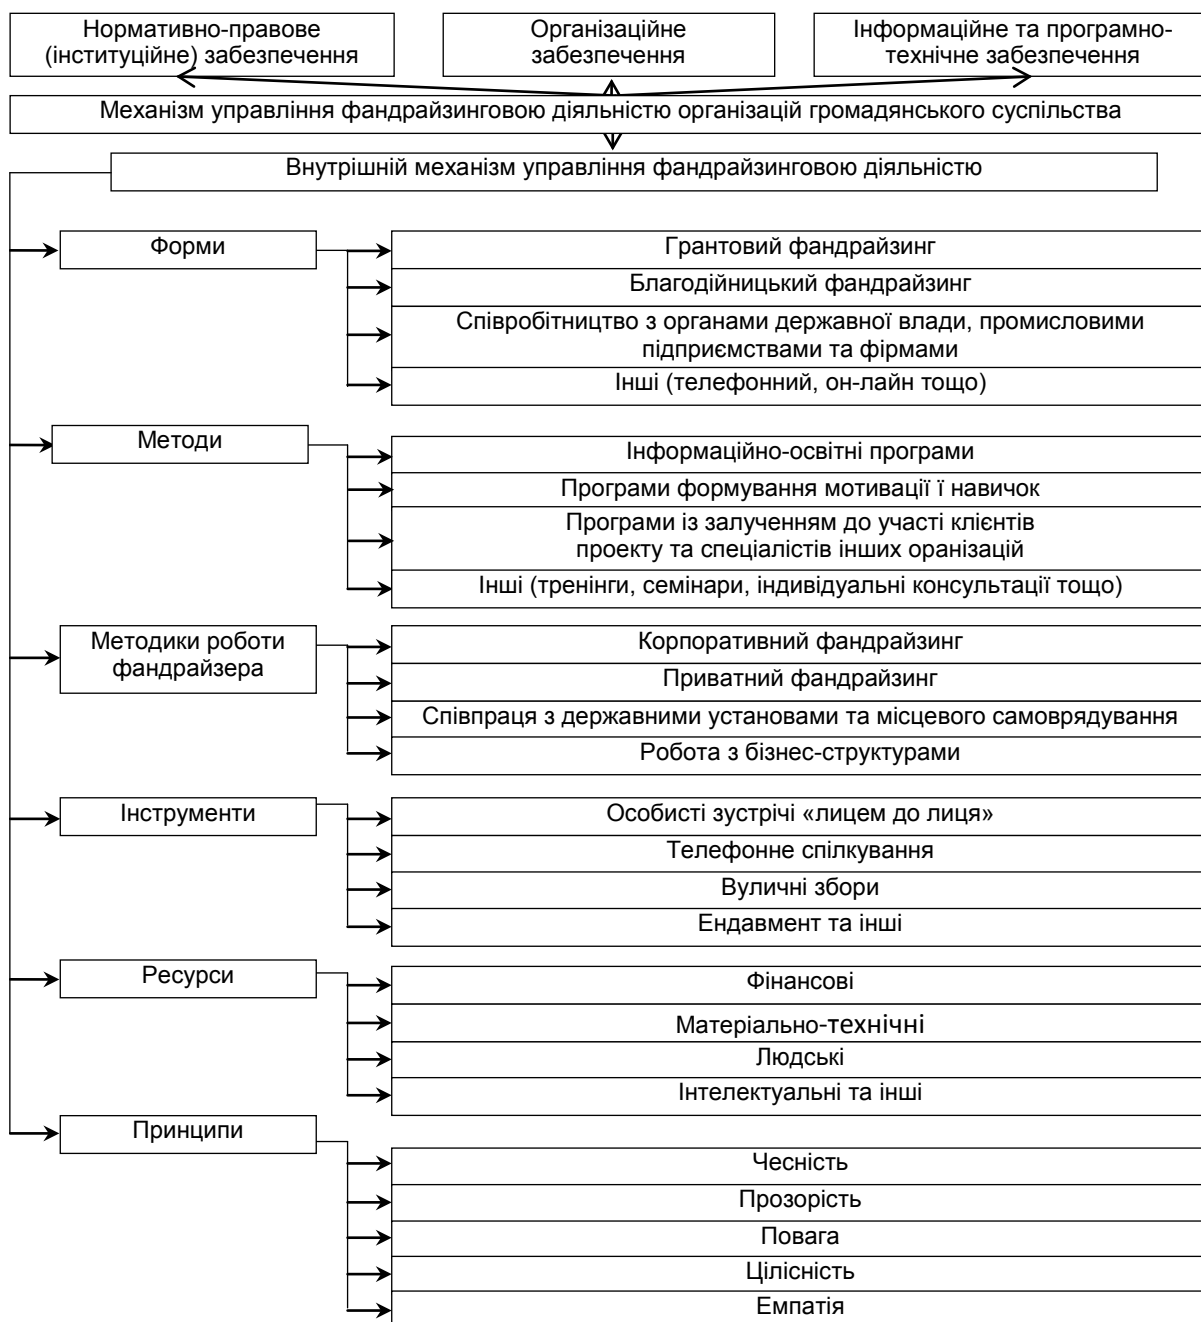 Нормативно-правове
(інституційне) забезпечення
Організаційне
забезпечення
Інформаційне та програмно-
технічне забезпечення
Механізм управління фандрайзинговою діяльністю організацій громадянського суспільства
Внутрішній механізм управління фандрайзинговою діяльністю
Форми
Грантовий фандрайзинг
Благодійницький фандрайзинг
Співробітництво з органами державної влади, промисловими
підприємствами та фірмами
Інші (телефонний, он-лайн тощо)
Методи
Інформаційно-освітні програми
Програми формування мотивації ї навичок
Програми із залученням до участі клієнтів
проекту та спеціалістів інших оранізацій
Інші (тренінги, семінари, індивідуальні консультації тощо)
Методики роботи
фандрайзера
Корпоративний фандрайзинг
Приватний фандрайзинг
Співпраця з державними установами та місцевого самоврядування
Робота з бізнес-структурами
Інструменти
Особисті зустрічі «лицем до лиця»
Телефонне спілкування
Вуличні збори
Ендавмент та інші
Ресурси
Фінансові
Матеріально-технічні
Людські
Інтелектуальні та інші
Принципи
Чесність
Прозорість
Повага
Цілісність
Емпатія